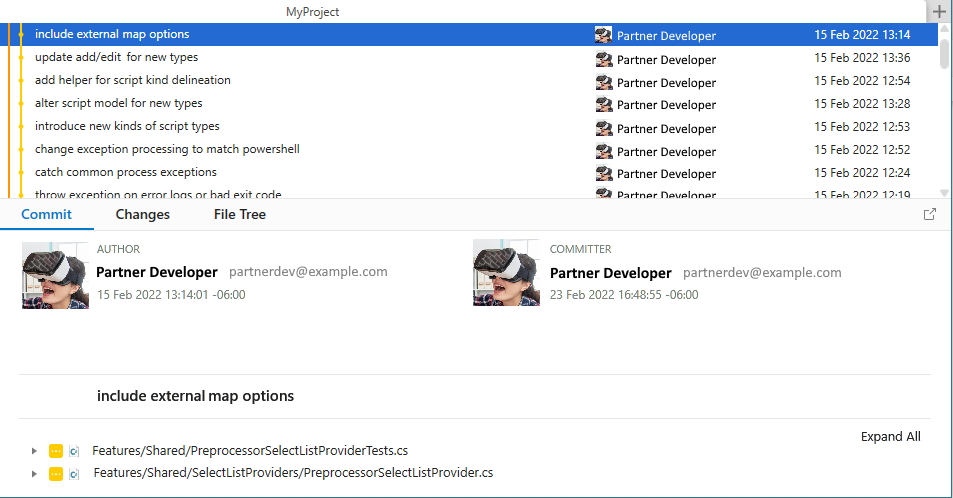 MyProject
include external map options Partner Developer 15 Feb 2022 13:14
update add/edit for new types Partner Developer 15 Feb 2022 13:36
add helper for script kind delineation Partner Developer 15 Feb 2022 12:54
alter script model for new types Partner Developer 15 Feb 2022 13:28
introduce new kinds of script types Partner Developer 15 Feb 2022 12:53
change exception processing to match powershell Partner Developer 15 Feb 2022 12:52
catch common process exceptions Partner Developer 15 Feb 2022 12:24
throw exception on error logs or bad exit code Partner Developer 15 Feb 2022 12:19
Commit Changes File Tree
AUTHOR COMMITTER
Partner Developer partnerdev@example.com Partner Developer partnerdev@example.com
15 Feb 2022 13:14:01 -06:00 23 Feb 2022 16:48:55 -06:00
include external map options
Expand All
Features/Shared/PreprocessorSelectListProviderTests.cs
Features/Shared/SelectListProviders/PreprocessorSelectListProvider.cs